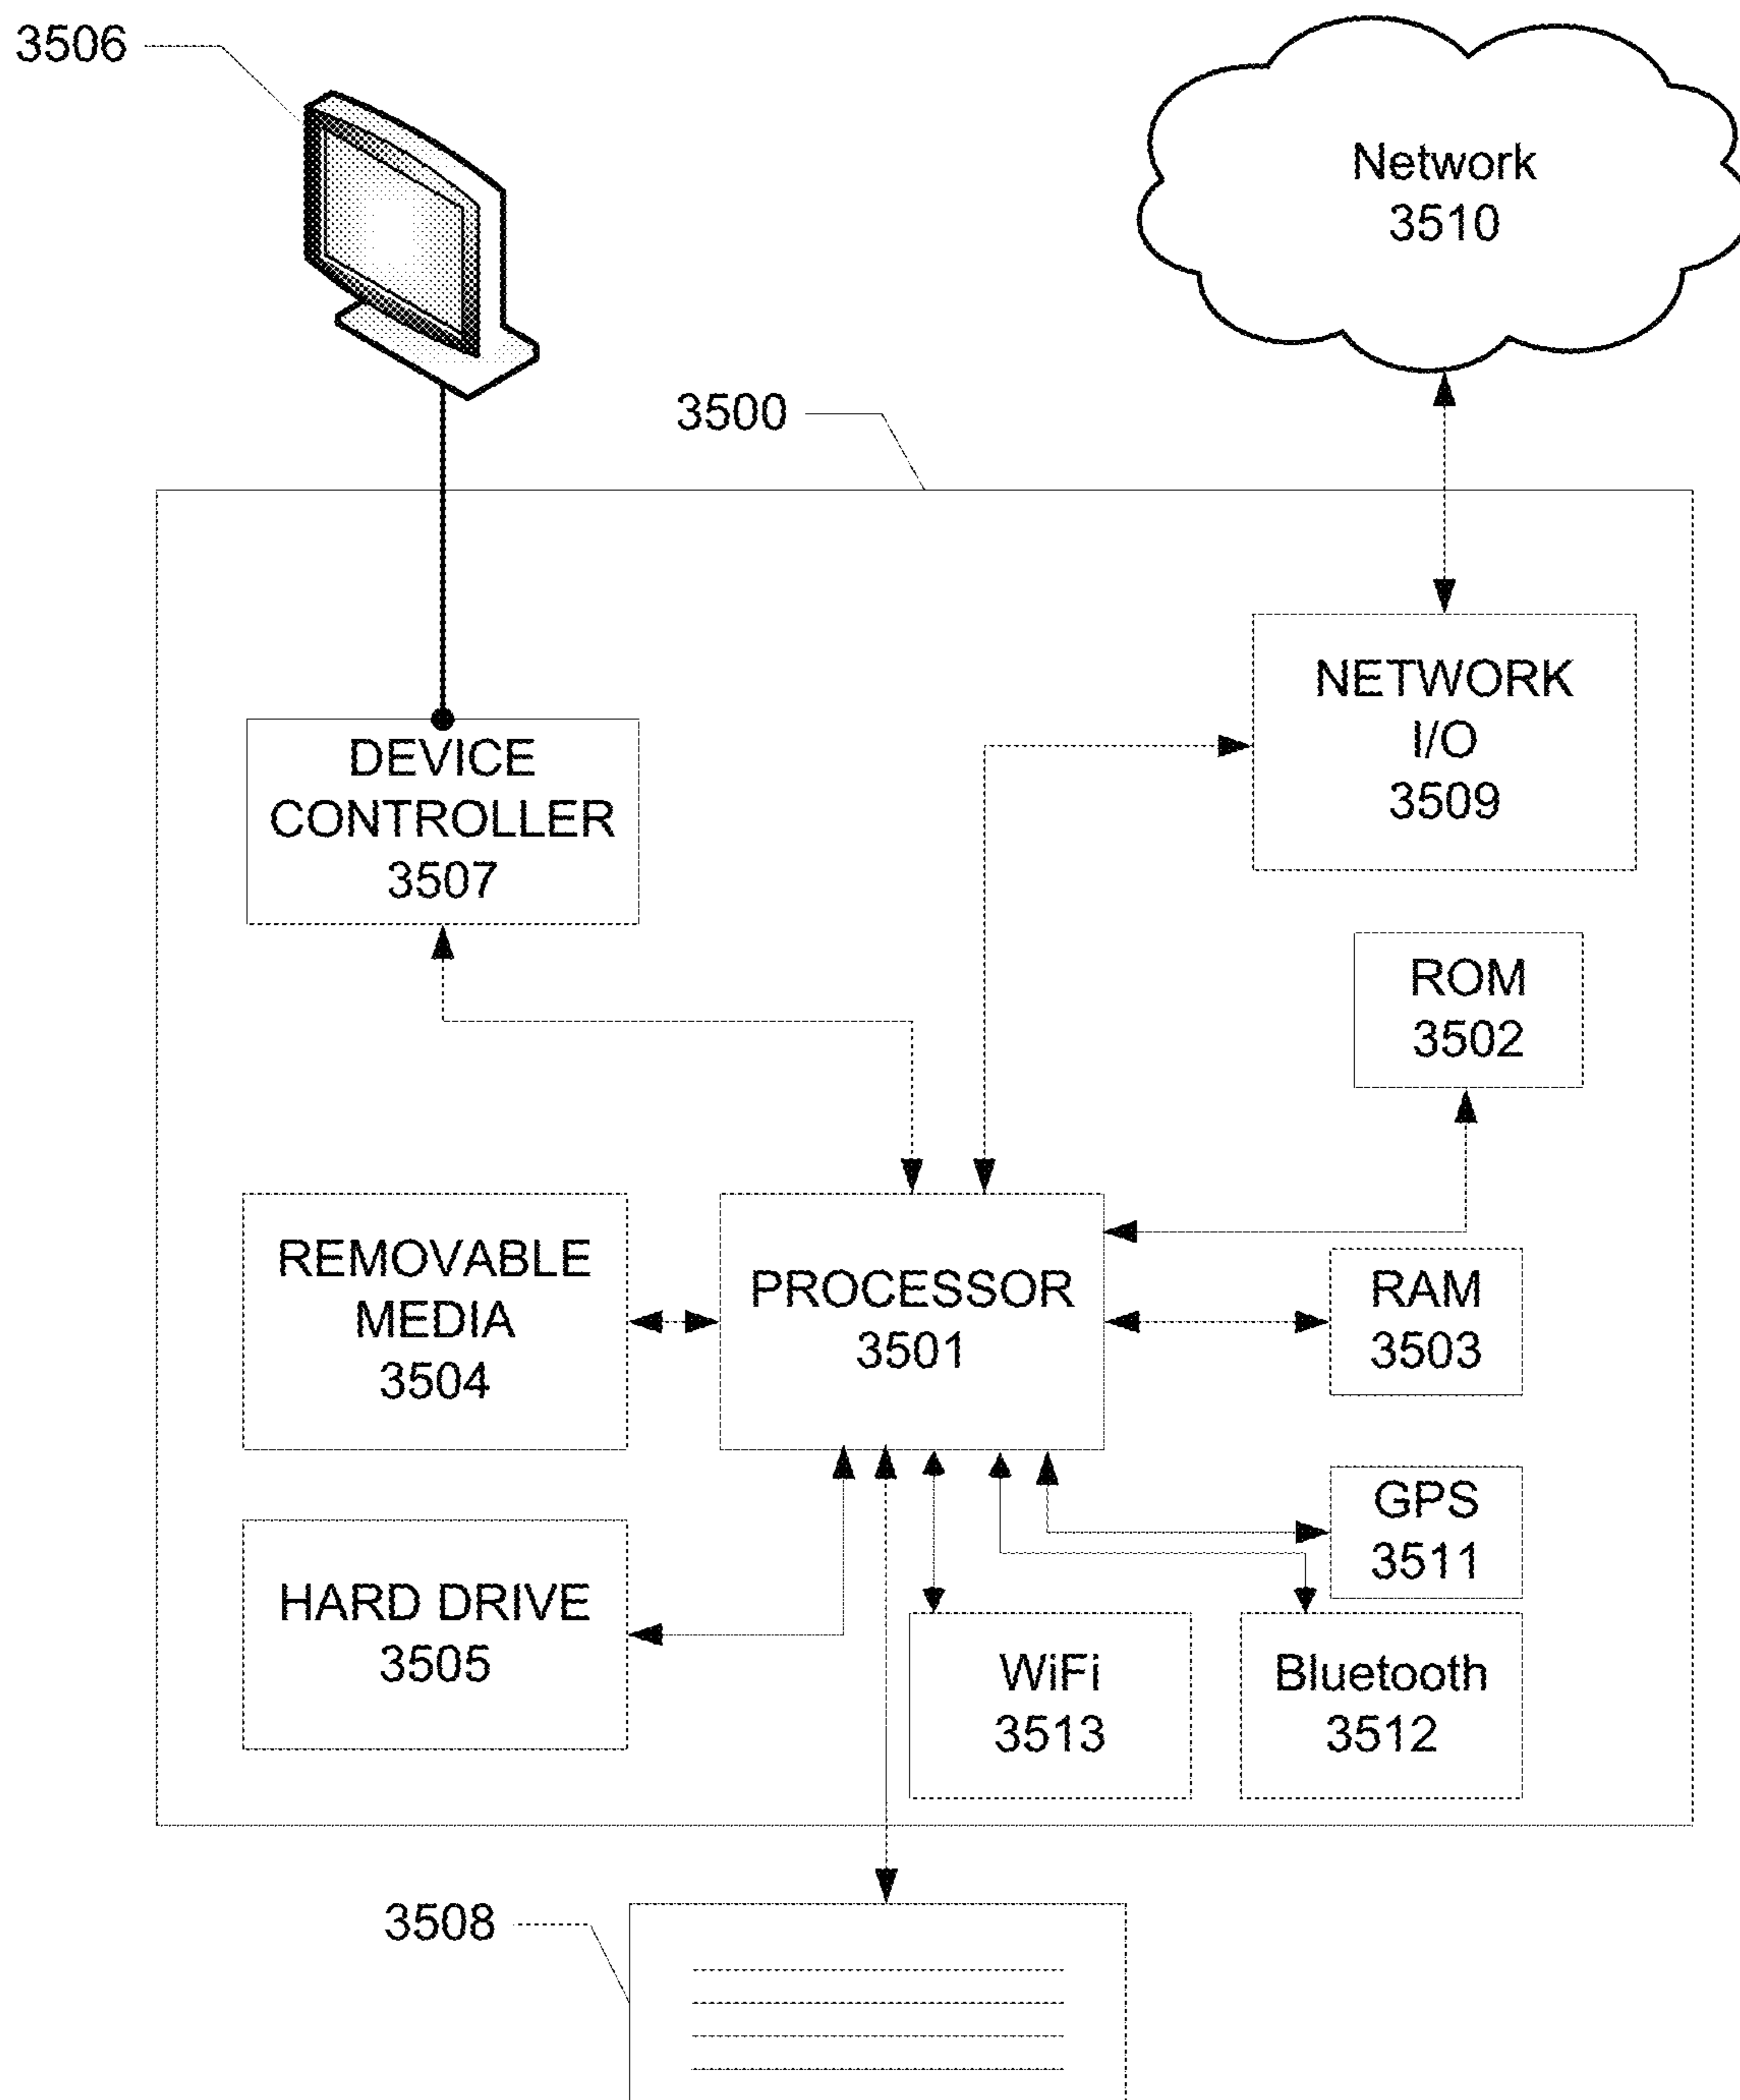 3506
Network
3510
3500
NETWORK
I/O
3509
DEVICE
CONTROLLER
3507
ROM
3502
REMOVABLE
MEDIA
3504
PROCESSOR
3501
RAM
3503
GPS
3511
HARD DRIVE
3505
WiFi
3513
Bluetooth
3512
3508